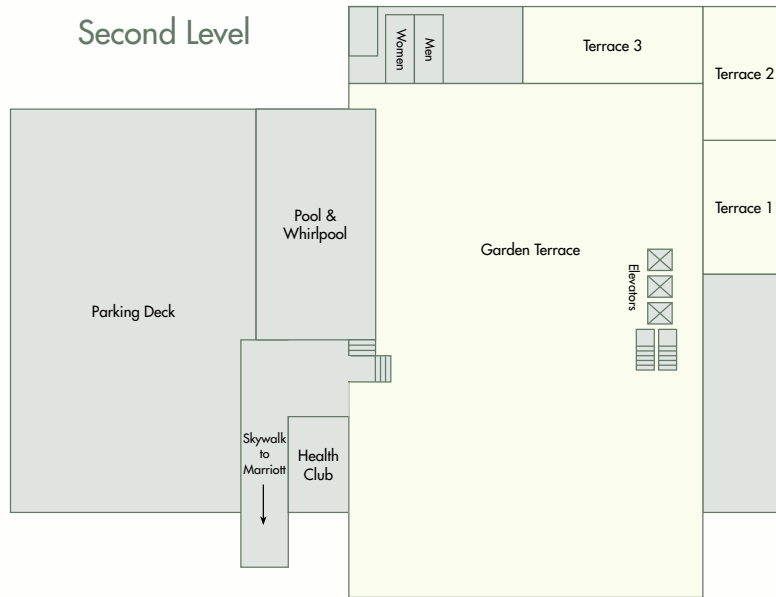 Second Level
Women
Men
Terrace 3
Terrace 2
Terrace 1
Pool &
Whirlpool
Garden Terrace
Elevators
Parking Deck
Skywalk
to
Marriott
Health
Club